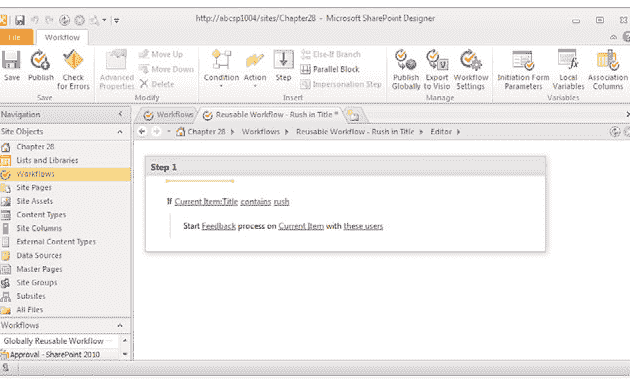 http://abcsp1004/sites/Chapter28 - Microsoft SharePoint Designer
File Workflow
Save Publish Check for Errors
Advanced Properties Move Up Move Down Delete
Condition Action Step Else-If Branch Parallel Block Impersonation Step
Publish Globally Export to Visio Workflow Settings
Initiation Form Parameters Local Variables Association Columns
Save Modify Insert Manage Variables
Navigation <
Workflows Reusable Workflow - Rush in Title *
Site Objects
Chapter 28 Workflows Reusable Workflow - Rush in Title Editor
Chapter 28
Lists and Libraries
Workflows
Site Pages
Site Assets
Content Types
Site Columns
External Content Types
Data Sources
Master Pages
Site Groups
Subsites
All Files
Workflows
Globally Reusable Workflow
Approval - SharePoint 2010
Step 1
If Current Item:Title contains rush
Start Feedback process on Current Item with these users